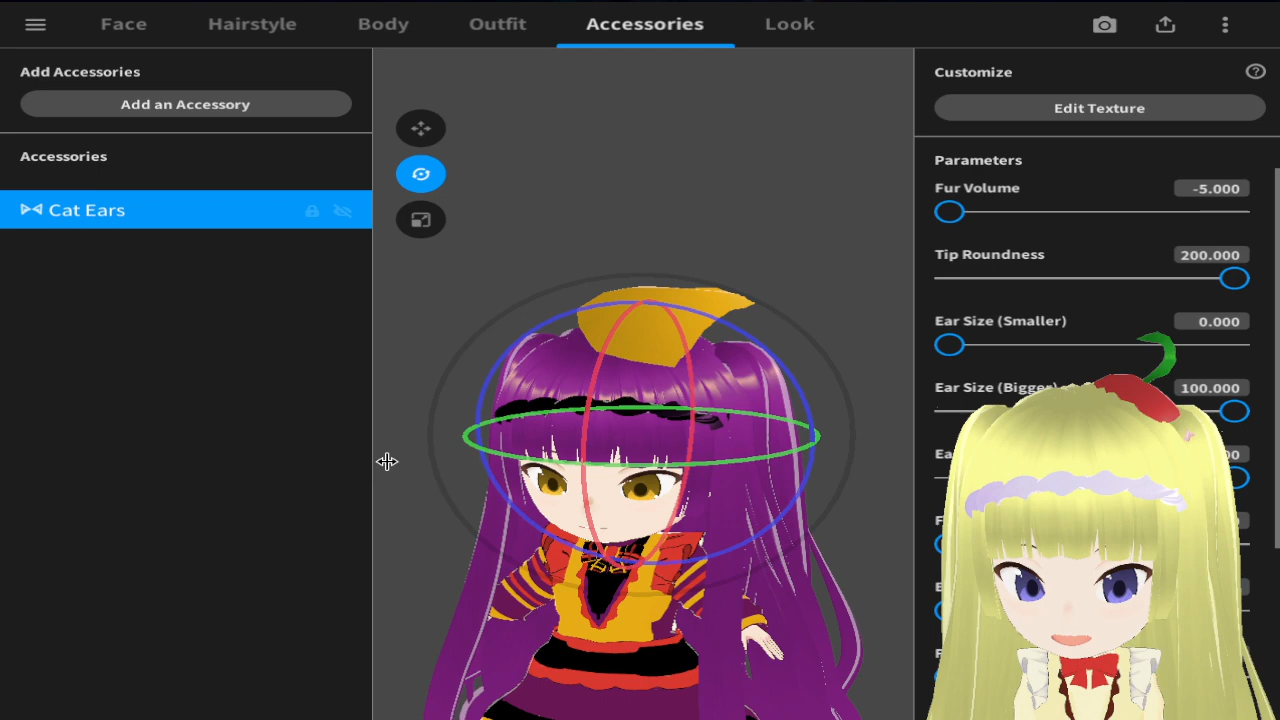 Face Hairstyle Body Outfit Accessories Look
Add Accessories
Add an Accessory
Accessories
Cat Ears
Customize
Edit Texture
Parameters
Fur Volume -5.000
Tip Roundness 200.000
Ear Size (Smaller) 0.000
Ear Size (Bigger) 100.000